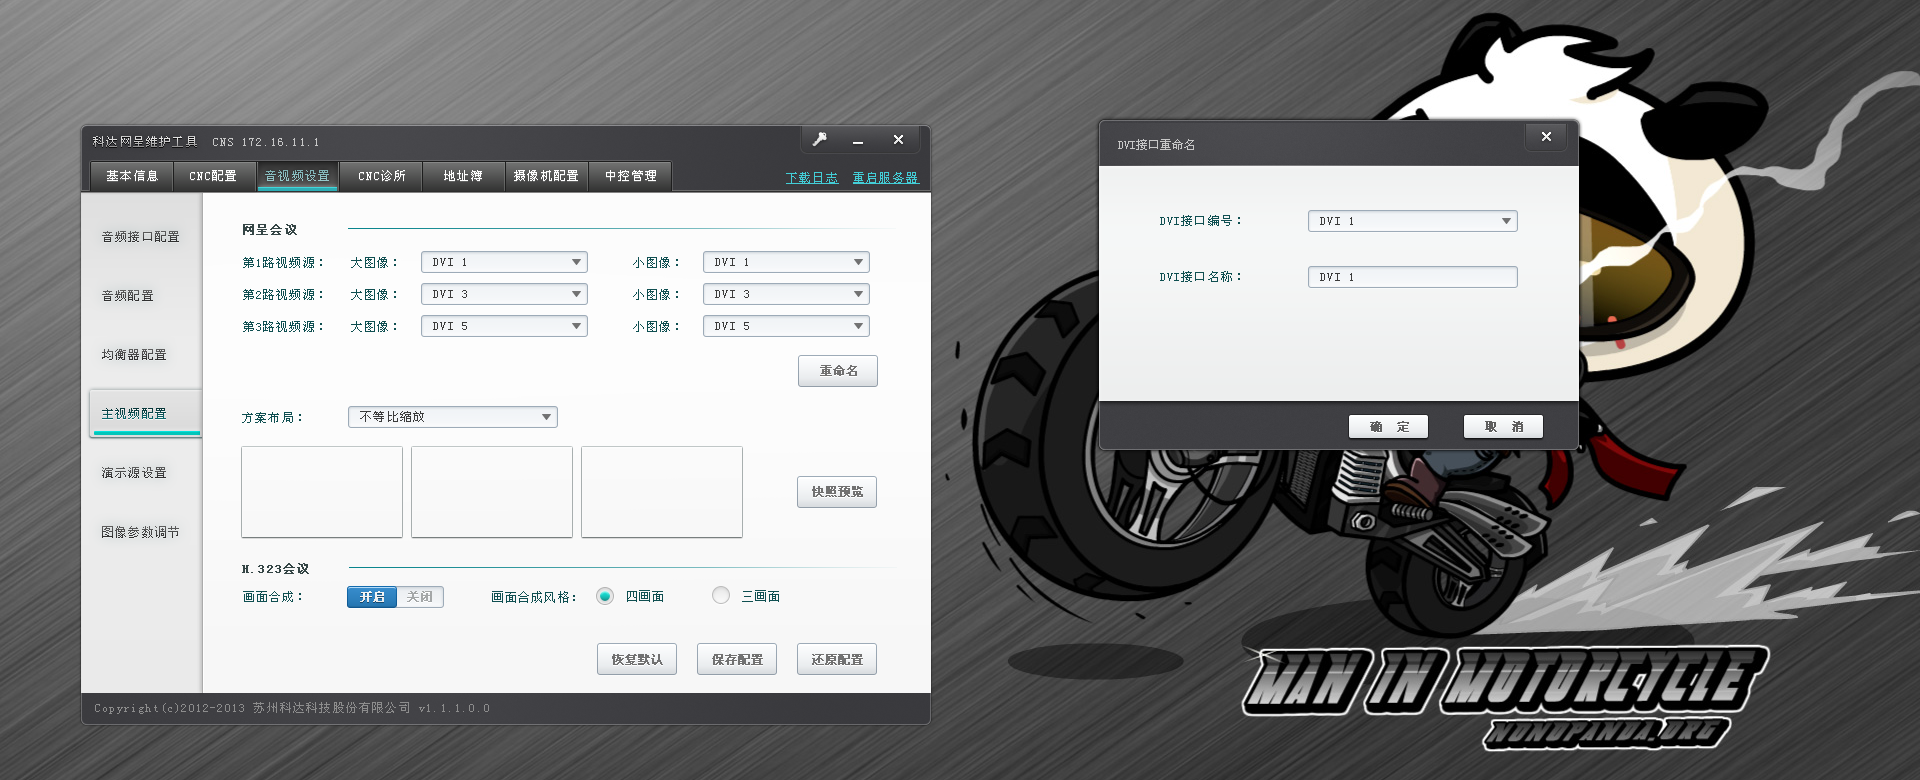 科达网呈维护工具 CNS 172.16.11.1
基本信息 CNC配置 音视频设置 CNC诊所 地址簿 摄像机配置 中控管理 下载日志 重启服务器
音频接口配置
音频配置
均衡器配置
主视频配置
演示源设置
图像参数调节
网呈会议
第1路视频源： 大图像： DVI 1 小图像： DVI 1
第2路视频源： 大图像： DVI 3 小图像： DVI 3
第3路视频源： 大图像： DVI 5 小图像： DVI 5
重命名
方案布局： 不等比缩放
快照预览
H.323会议
画面合成： 开启 关闭 画面合成风格： 四画面 三画面
恢复默认 保存配置 还原配置
Copyright(c)2012-2013 苏州科达科技股份有限公司 v1.1.1.0.0
DVI接口重命名
DVI接口编号： DVI 1
DVI接口名称： DVI 1
确 定 取 消
MAN IN MOTORCYCLE
NONOPANDA.ORG